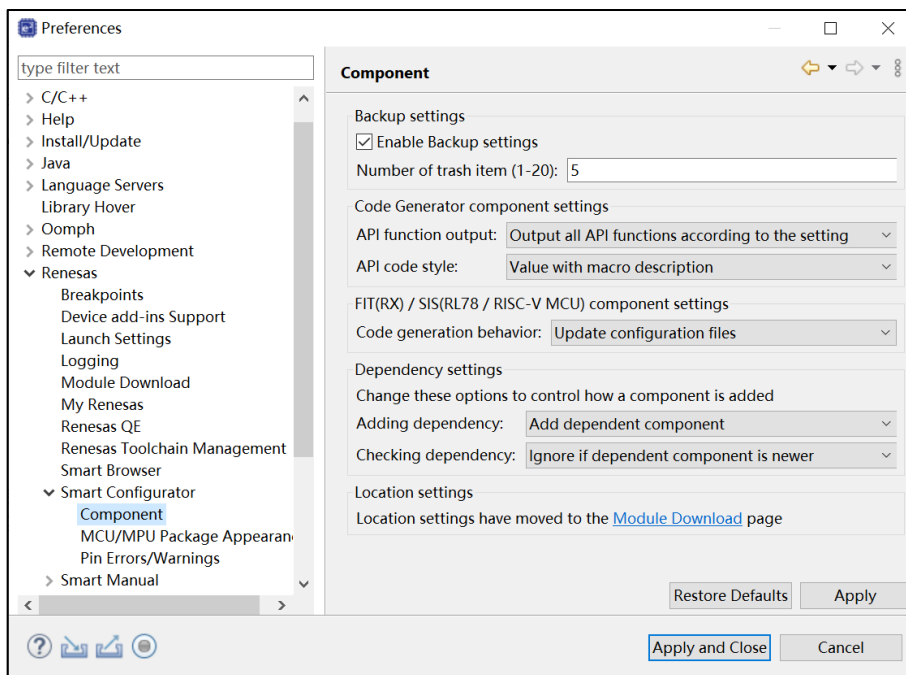 Preferences
type filter text
C/C++
Help
Install/Update
Java
Language Servers
Library Hover
Oomph
Remote Development
Renesas
Breakpoints
Device add-ins Support
Launch Settings
Logging
Module Download
My Renesas
Renesas QE
Renesas Toolchain Management
Smart Browser
Smart Configurator
Component
MCU/MPU Package Appearan
Pin Errors/Warnings
Smart Manual
Component
Backup settings
Enable Backup settings
Number of trash item (1-20): 5
Code Generator component settings
API function output: Output all API functions according to the setting
API code style: Value with macro description
FIT(RX) / SIS(RL78 / RISC-V MCU) component settings
Code generation behavior: Update configuration files
Dependency settings
Change these options to control how a component is added
Adding dependency: Add dependent component
Checking dependency: Ignore if dependent component is newer
Location settings
Location settings have moved to the Module Download page
Restore Defaults Apply
Apply and Close Cancel